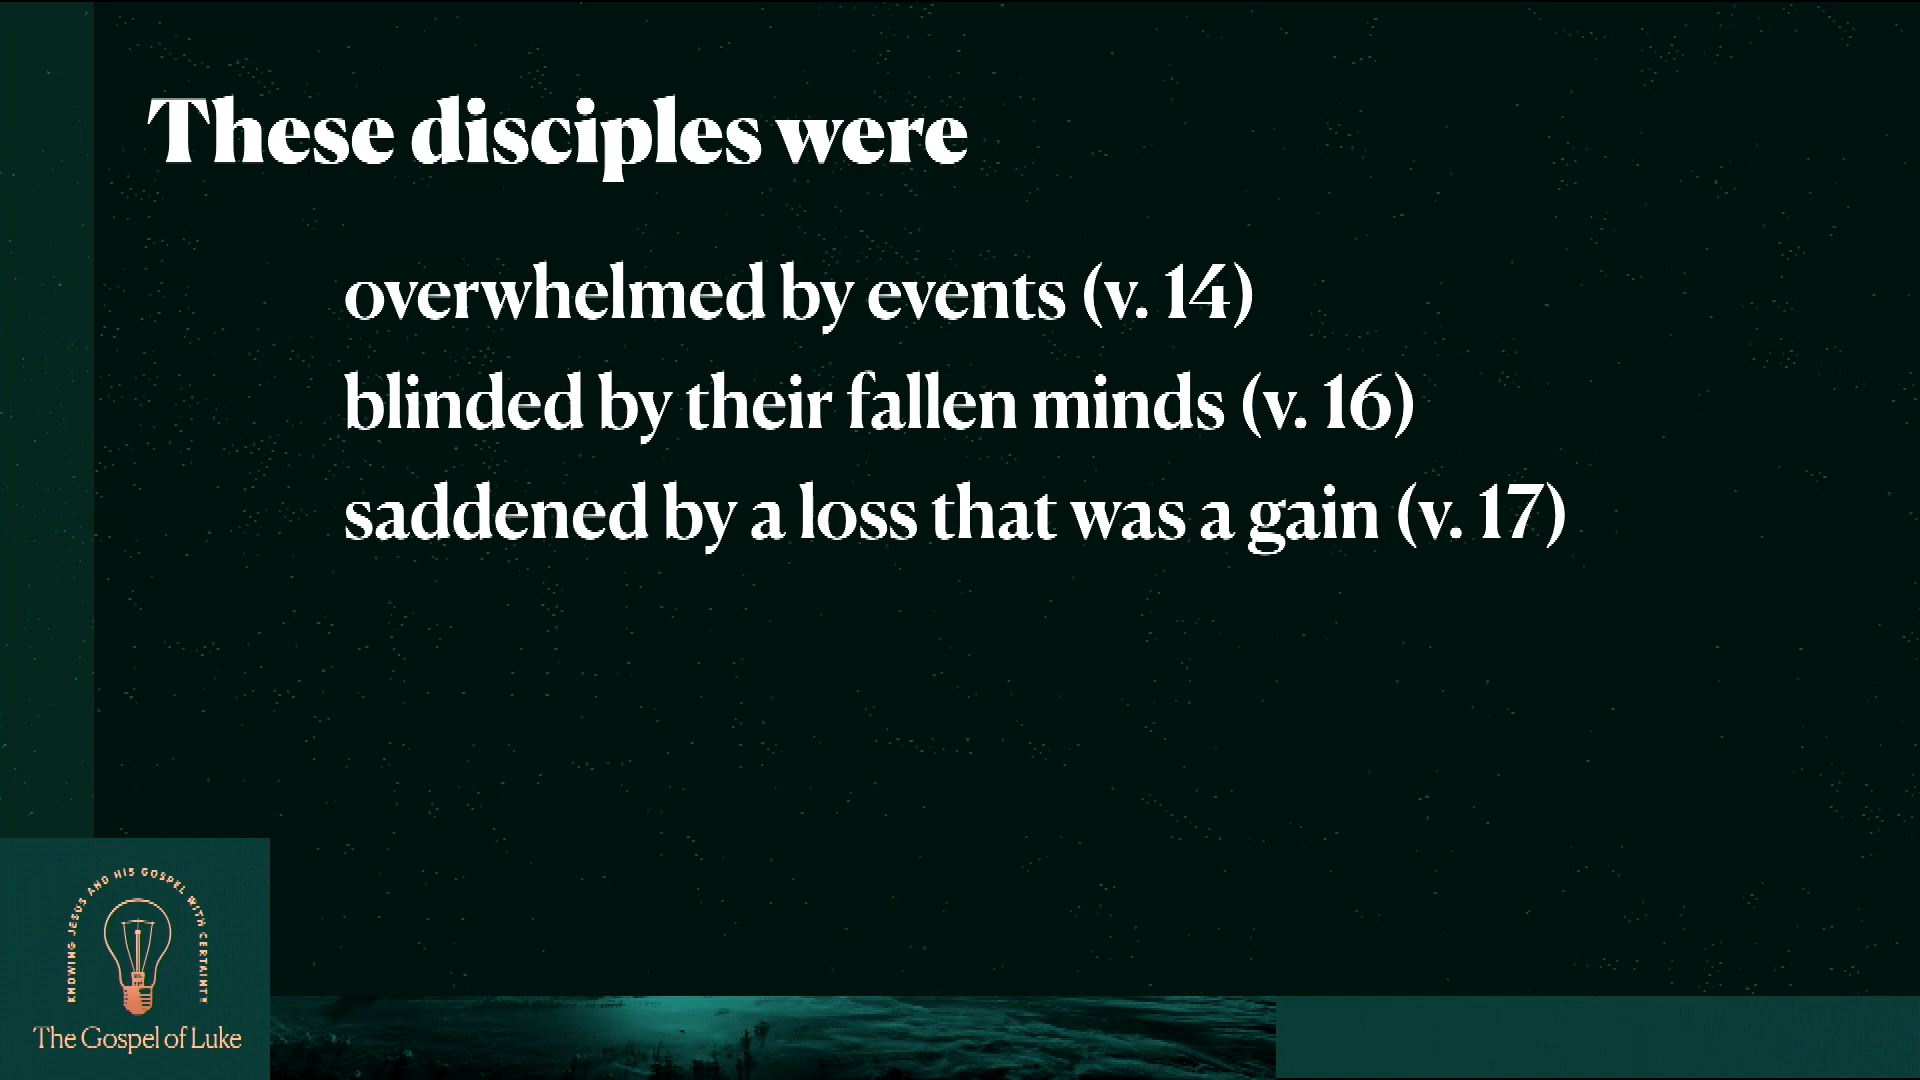 These disciples were
overwhelmed by events (v. 14)
blinded by their fallen minds (v. 16)
saddened by a loss that was a gain (v. 17)
KNOWING JESUS AND HIS GOSPEL WITH CERTAINTY
The Gospel of Luke